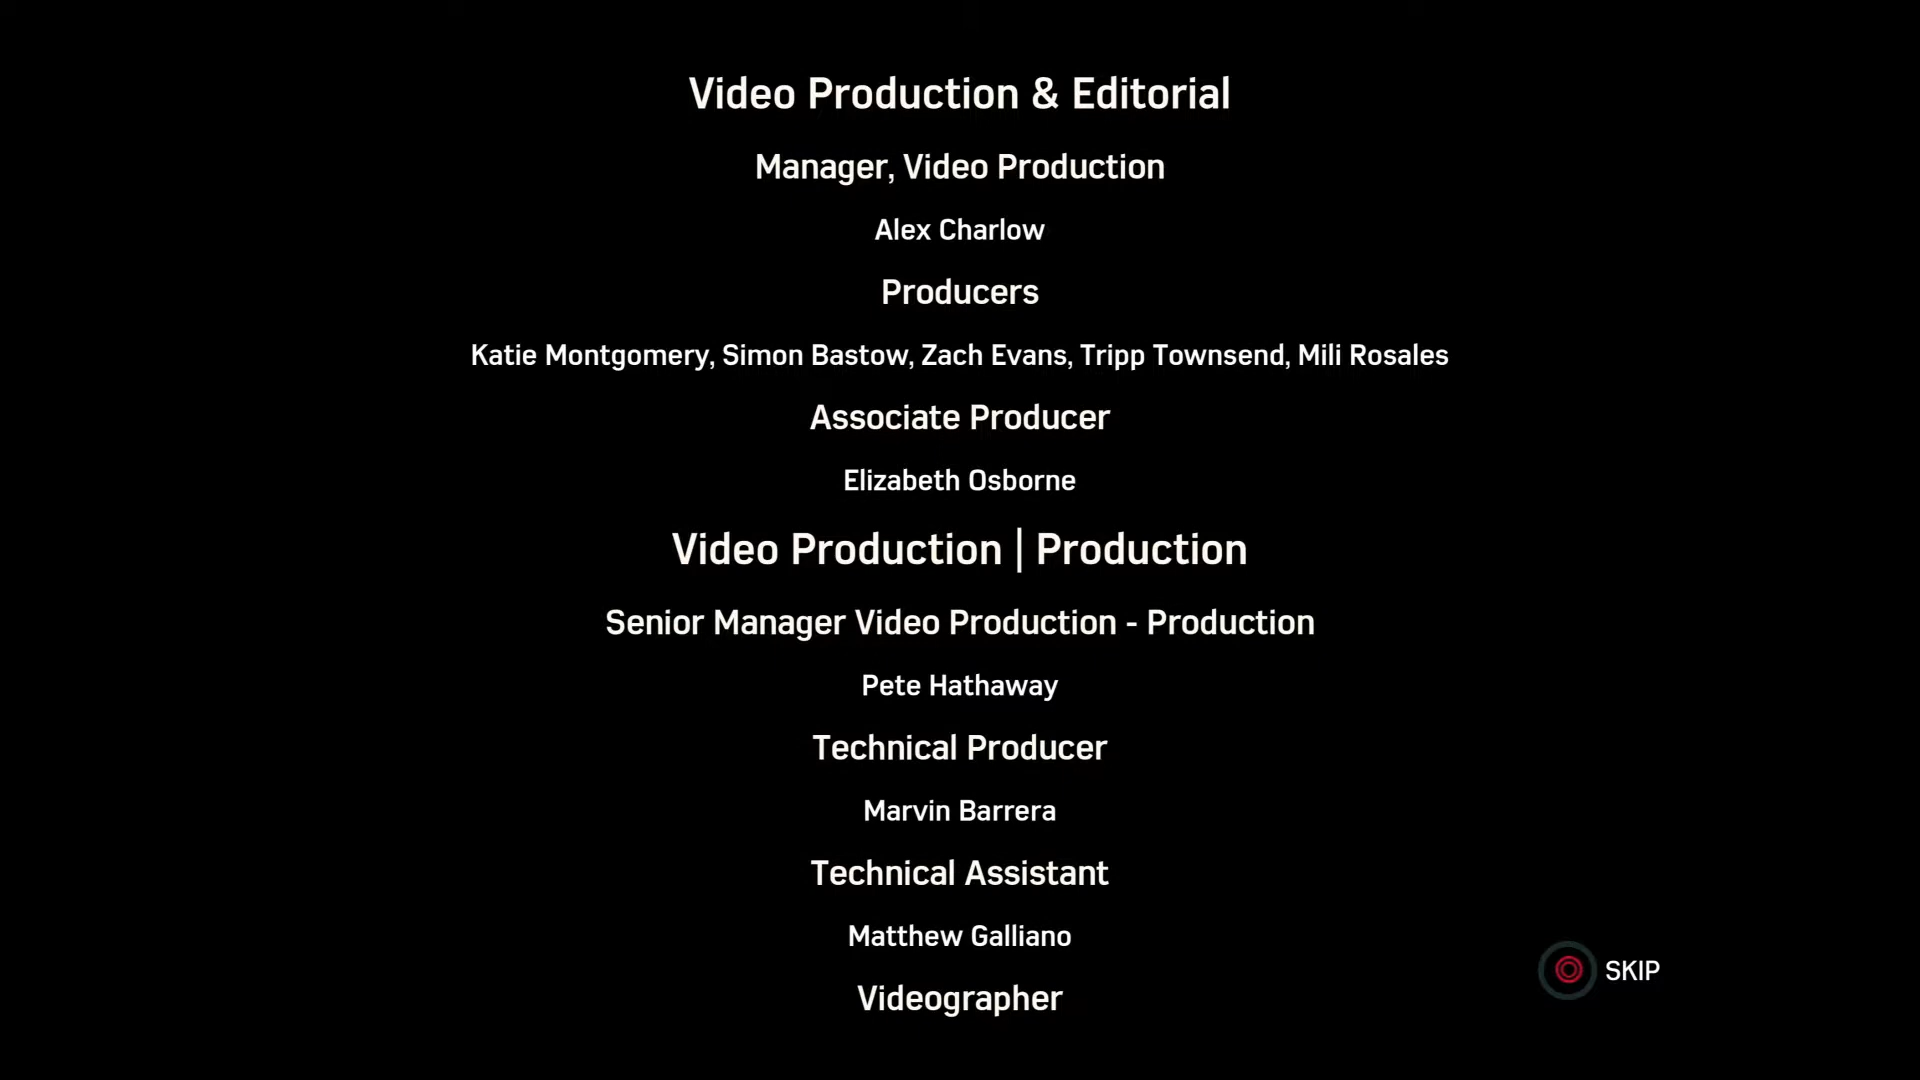 Video Production & Editorial
Manager, Video Production
Alex Charlow
Producers
Katie Montgomery, Simon Bastow, Zach Evans, Tripp Townsend, Mili Rosales
Associate Producer
Elizabeth Osborne
Video Production | Production
Senior Manager Video Production - Production
Pete Hathaway
Technical Producer
Marvin Barrera
Technical Assistant
Matthew Galliano
SKIP
Videographer